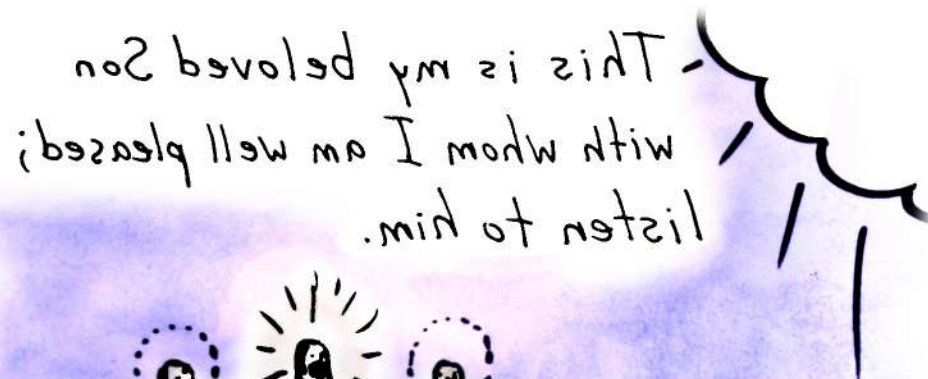 This is my beloved Son
with whom I am well pleased;
listen to him.